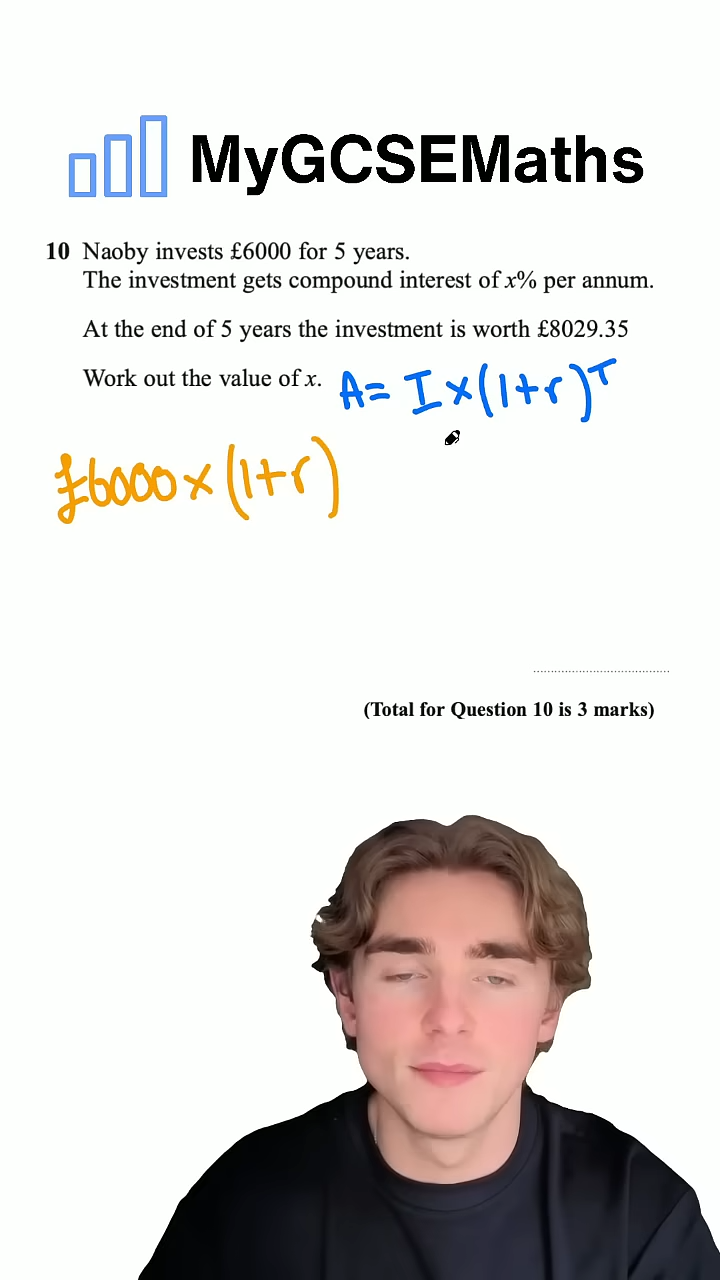 MyGCSEMaths
10 Naoby invests £6000 for 5 years.
The investment gets compound interest of x% per annum.
At the end of 5 years the investment is worth £8029.35
Work out the value of x.
A= I×(1+r)ᵀ
£6000×(1+r)
(Total for Question 10 is 3 marks)